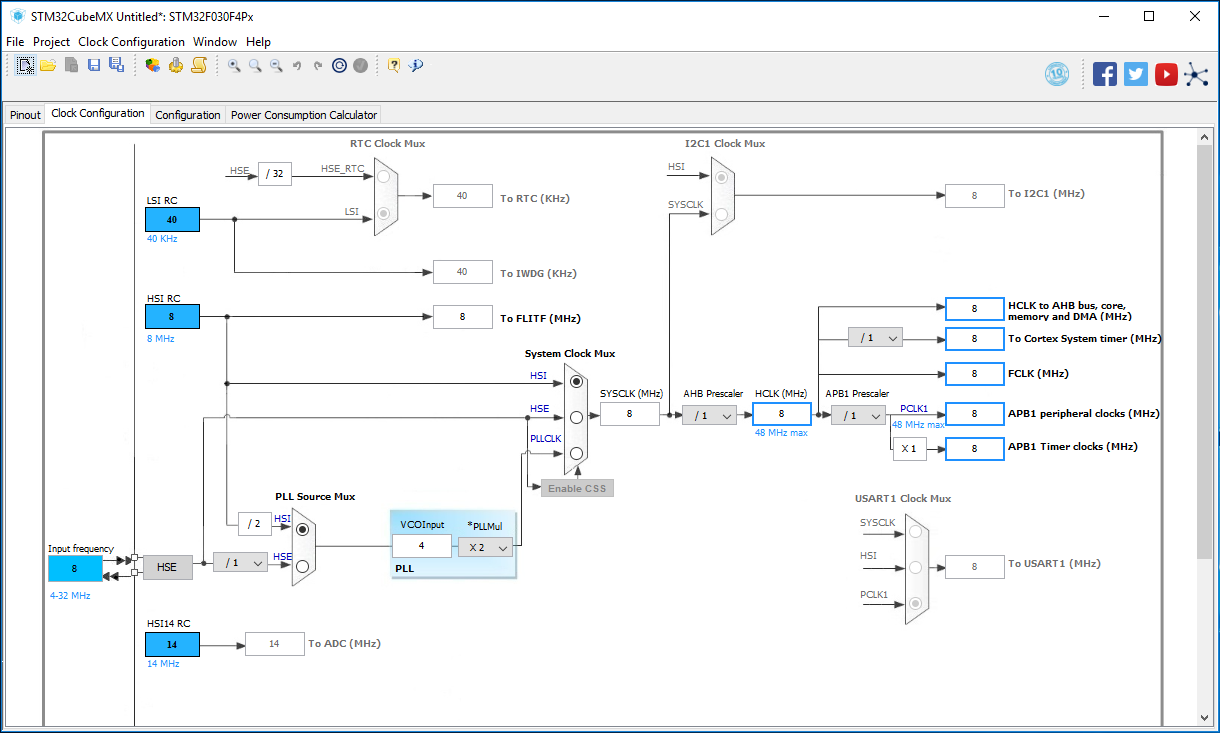 STM32CubeMX Untitled*: STM32F030F4Px
File Project Clock Configuration Window Help
?
10
Pinout Clock Configuration Configuration Power Consumption Calculator
RTC Clock Mux
I2C1 Clock Mux
HSE
/ 32
HSE_RTC
HSI
40
To RTC (KHz)
8
To I2C1 (MHz)
LSI RC
40
40 KHz
LSI
SYSCLK
40
To IWDG (KHz)
HSI RC
8
8 MHz
8
To FLITF (MHz)
8
HCLK to AHB bus, core,
memory and DMA (MHz)
/ 1
8
To Cortex System timer (MHz)
System Clock Mux
HSI
8
FCLK (MHz)
HSE
PLLCLK
SYSCLK (MHz)
8
AHB Prescaler
/ 1
HCLK (MHz)
8
48 MHz max
APB1 Prescaler
/ 1
PCLK1
48 MHz max
8
APB1 peripheral clocks (MHz)
X 1
8
APB1 Timer clocks (MHz)
Enable CSS
PLL Source Mux
USART1 Clock Mux
/ 2
HSI
VCOInput
*PLLMul
4
X 2
PLL
SYSCLK
HSI
PCLK1
8
To USART1 (MHz)
Input frequency
8
4-32 MHz
HSE
/ 1
HSE
HSI14 RC
14
14 MHz
14
To ADC (MHz)